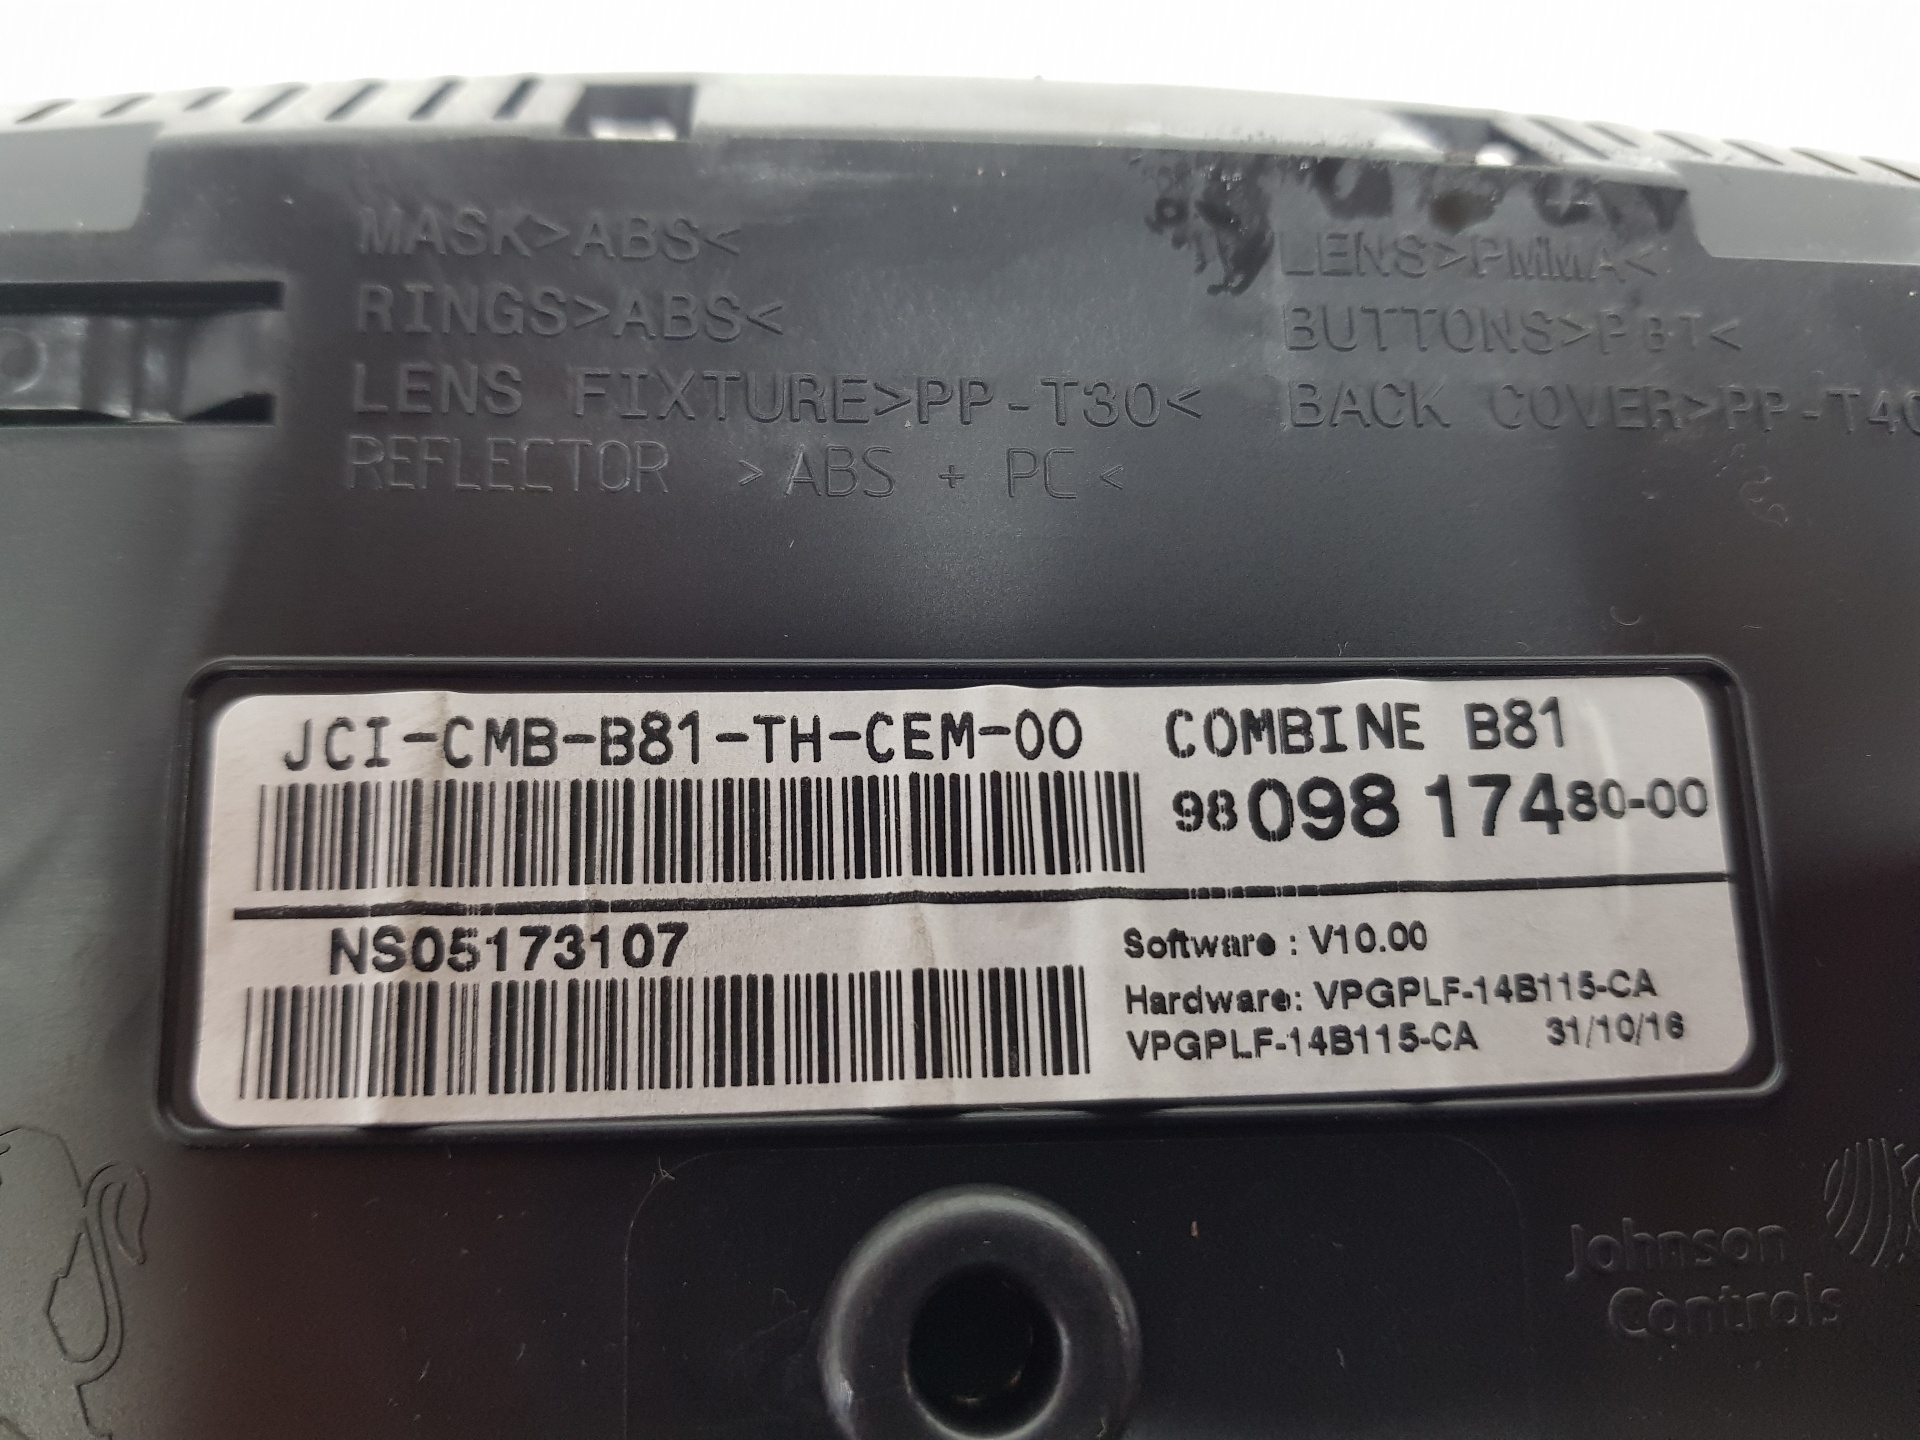 MASK>ABS<
RINGS>ABS<
LENS FIXTURE>PP-T30<
REFLECTOR >ABS + PC<
LENS>PMMA<
BUTTONS>PBT<
BACK COVER>PP-T40
JCI-CMB-B81-TH-CEM-00
COMBINE B81
98 098 174 80-00
NS05173107
Software : V10.00
Hardware: VPGPLF-14B115-CA
VPGPLF-14B115-CA 31/10/16
Johnson
Controls